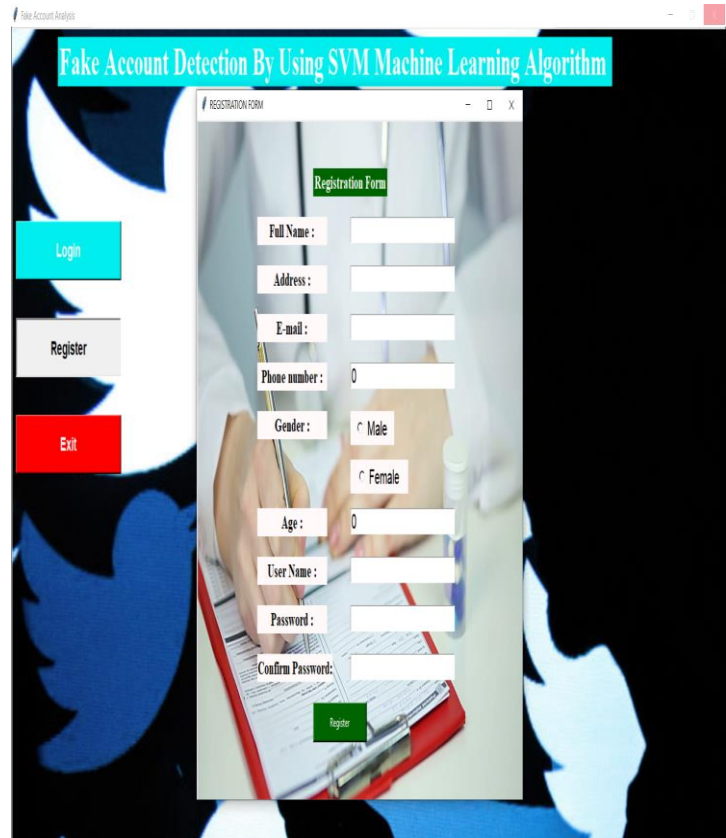 Fake Account Analysis
Fake Account Detection By Using SVM Machine Learning Algorithm
REGISTRATION FORM
Registration Form
Login
Register
Exit
Full Name :
Address :
E-mail :
Phone number : 0
Gender : Male
Female
Age : 0
User Name :
Password :
Confirm Password:
Register